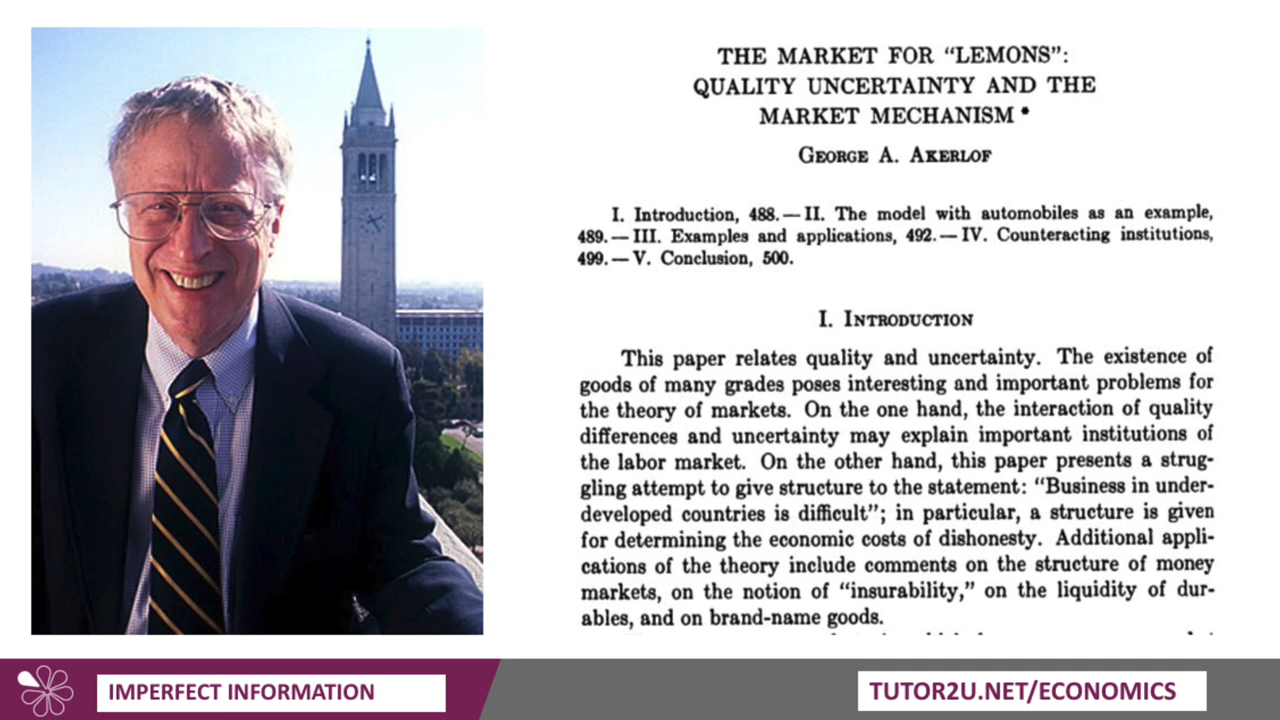 THE MARKET FOR “LEMONS”:
QUALITY UNCERTAINTY AND THE
MARKET MECHANISM *
GEORGE A. AKERLOF
I. Introduction, 488. — II. The model with automobiles as an example,
489. — III. Examples and applications, 492. — IV. Counteracting institutions,
499. — V. Conclusion, 500.
I. INTRODUCTION
This paper relates quality and uncertainty. The existence of
goods of many grades poses interesting and important problems for
the theory of markets. On the one hand, the interaction of quality
differences and uncertainty may explain important institutions of
the labor market. On the other hand, this paper presents a strug-
gling attempt to give structure to the statement: “Business in under-
developed countries is difficult”; in particular, a structure is given
for determining the economic costs of dishonesty. Additional appli-
cations of the theory include comments on the structure of money
markets, on the notion of “insurability,” on the liquidity of dur-
ables, and on brand-name goods.
IMPERFECT INFORMATION
TUTOR2U.NET/ECONOMICS